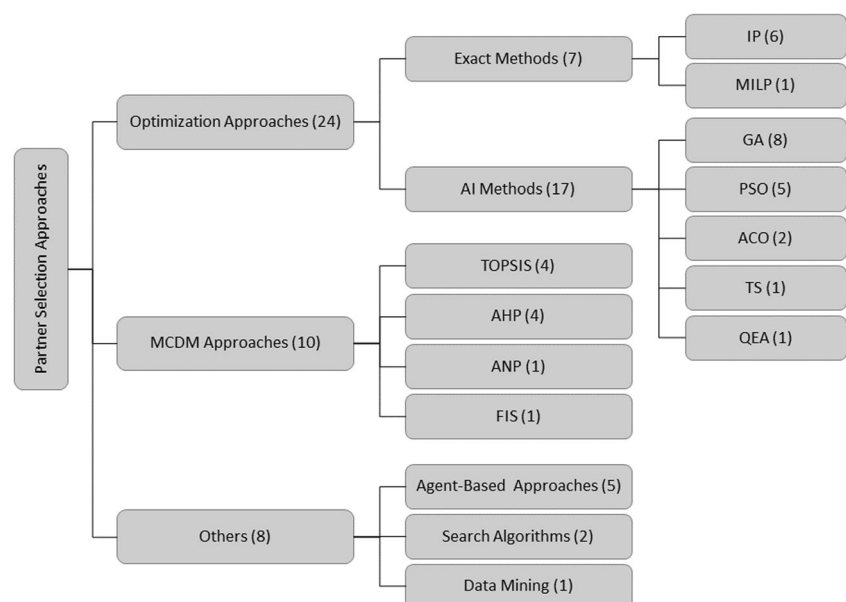 Partner Selection Approaches
Optimization Approaches (24)
Exact Methods (7)
IP (6)
MILP (1)
AI Methods (17)
GA (8)
PSO (5)
ACO (2)
TS (1)
QEA (1)
MCDM Approaches (10)
TOPSIS (4)
AHP (4)
ANP (1)
FIS (1)
Others (8)
Agent-Based Approaches (5)
Search Algorithms (2)
Data Mining (1)